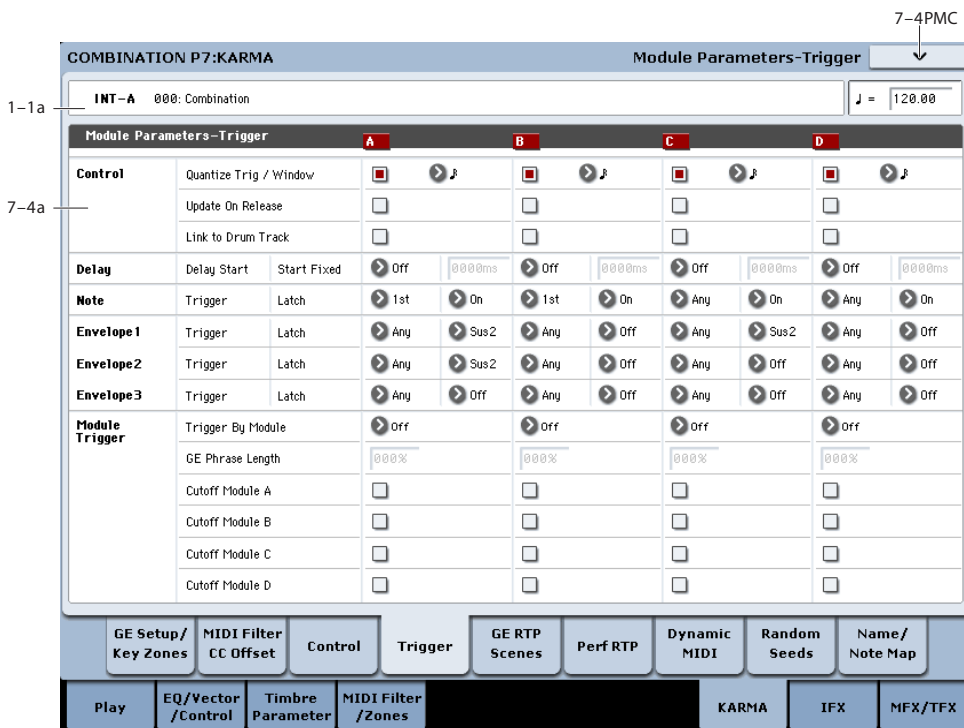 7–4PMC
COMBINATION P7:KARMA Module Parameters-Trigger
1–1a
INT-A 000: Combination ♩ = 120.00
Module Parameters-Trigger A B C D
7–4a
Control Quantize Trig / Window ♪ ♪ ♪ ♪
Update On Release
Link to Drum Track
Delay Delay Start Start Fixed Off 0000ms Off 0000ms Off 0000ms Off 0000ms
Note Trigger Latch 1st On 1st On Any On Any On
Envelope1 Trigger Latch Any Sus2 Any Off Any Sus2 Any Off
Envelope2 Trigger Latch Any Sus2 Any Off Any Off Any Off
Envelope3 Trigger Latch Any Off Any Off Any Off Any Off
Module Trigger Trigger By Module Off Off Off Off
GE Phrase Length 000% 000% 000% 000%
Cutoff Module A
Cutoff Module B
Cutoff Module C
Cutoff Module D
GE Setup/ Key Zones MIDI Filter CC Offset Control Trigger GE RTP Scenes Perf RTP Dynamic MIDI Random Seeds Name/ Note Map
Play EQ/Vector /Control Timbre Parameter MIDI Filter /Zones KARMA IFX MFX/TFX